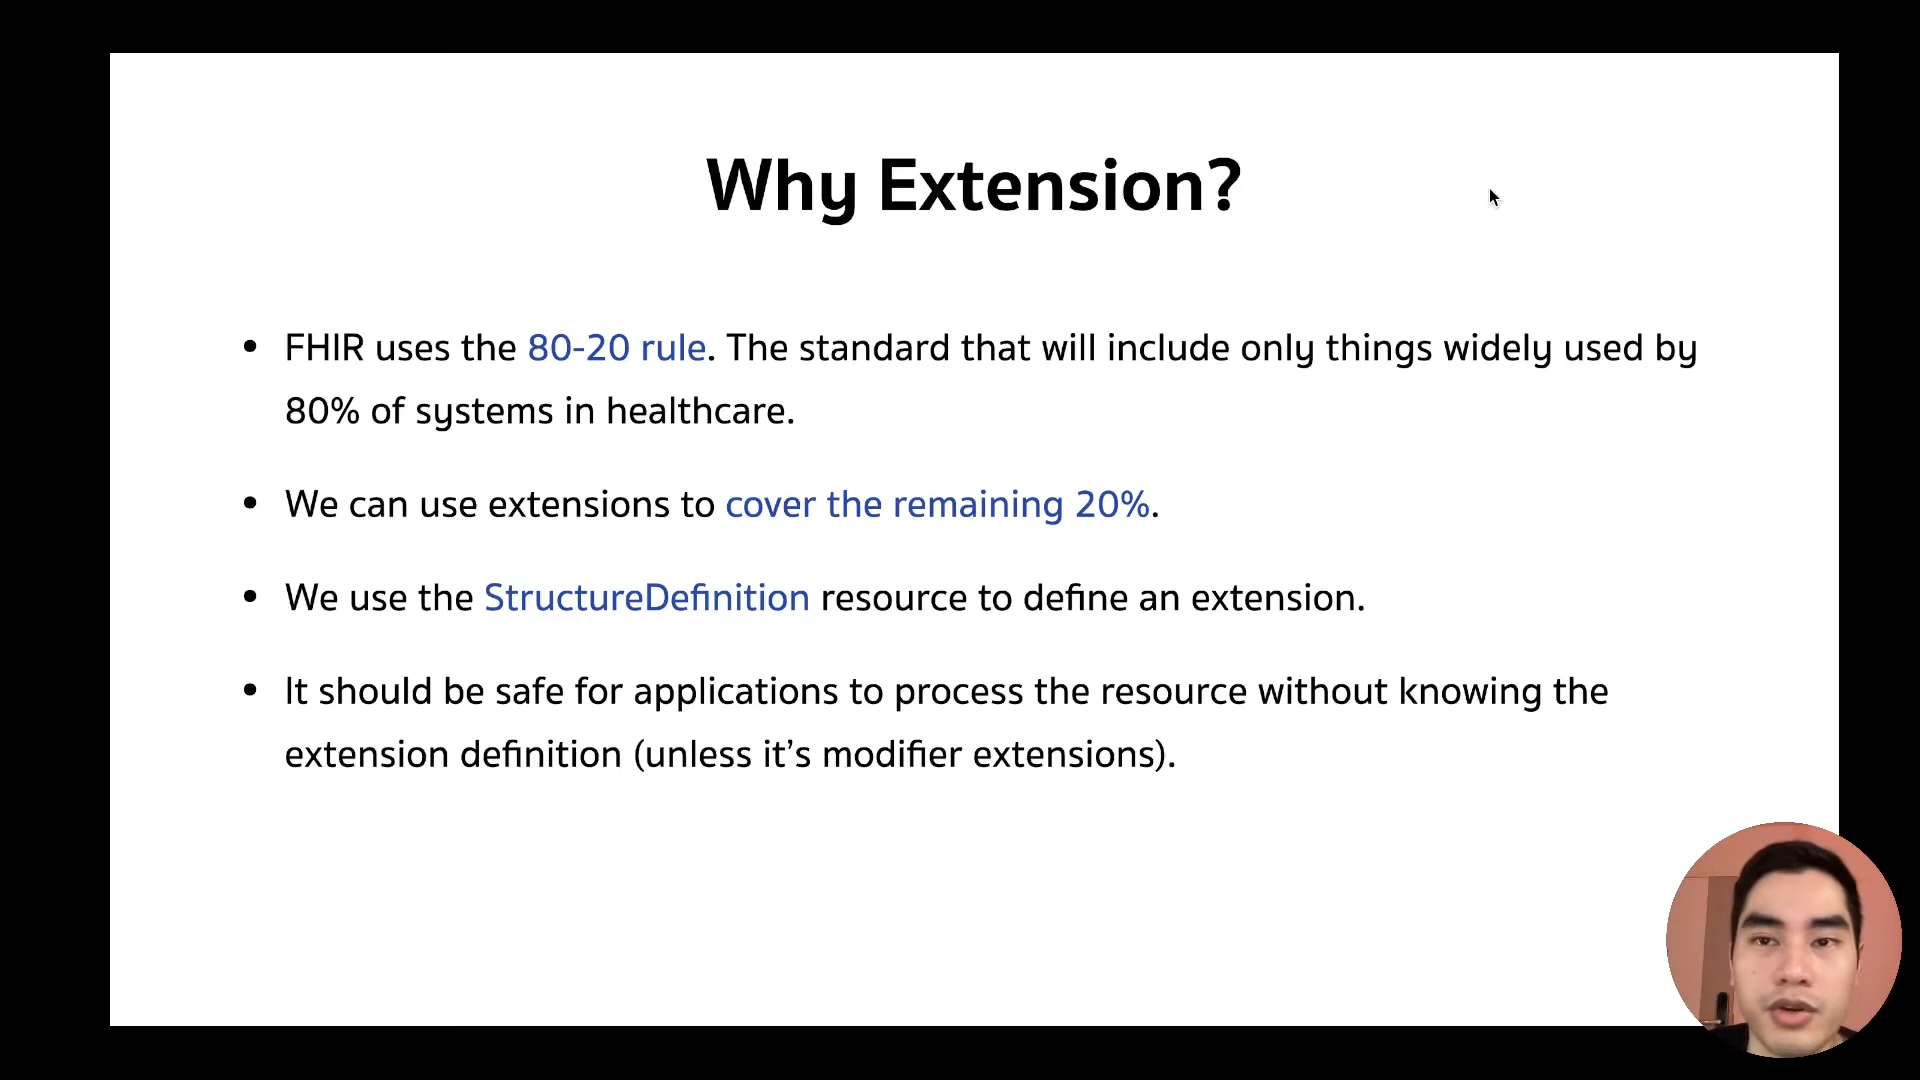 Why Extension?
• FHIR uses the 80-20 rule. The standard that will include only things widely used by
80% of systems in healthcare.
• We can use extensions to cover the remaining 20%.
• We use the StructureDefinition resource to define an extension.
• It should be safe for applications to process the resource without knowing the
extension definition (unless it’s modifier extensions).